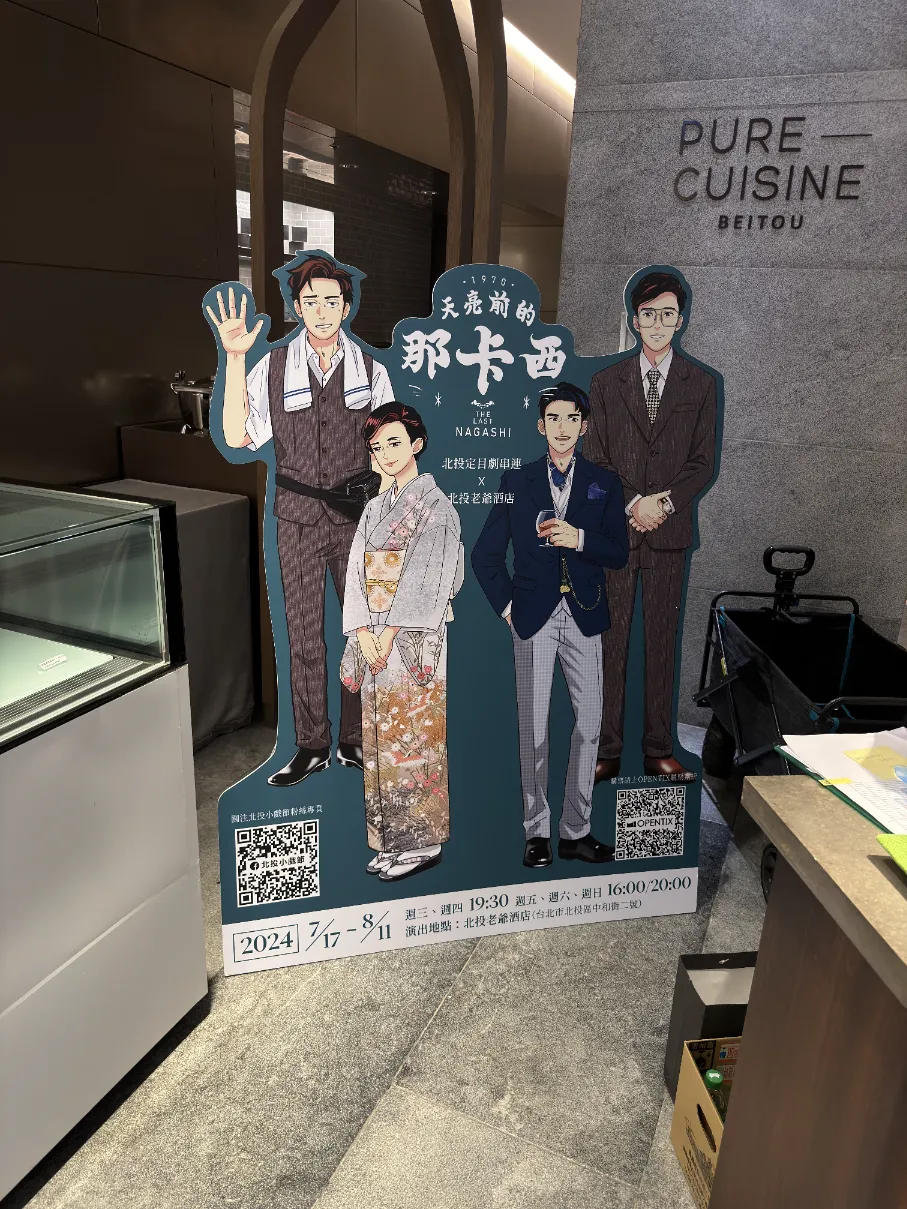 PURE —
CUISINE
BEITOU
·1970·
天亮前的
那卡西
THE
LAST
NAGASHI
北投定目劇串連
X
北投老爺酒店
關注北投小戲節粉絲專頁
北投小戲節
OPENTIX
2024 7/17 - 8/11
週三、週四 19:30 週五、週六、週日 16:00/20:00
演出地點：北投老爺酒店(台北市北投區中和街二號)